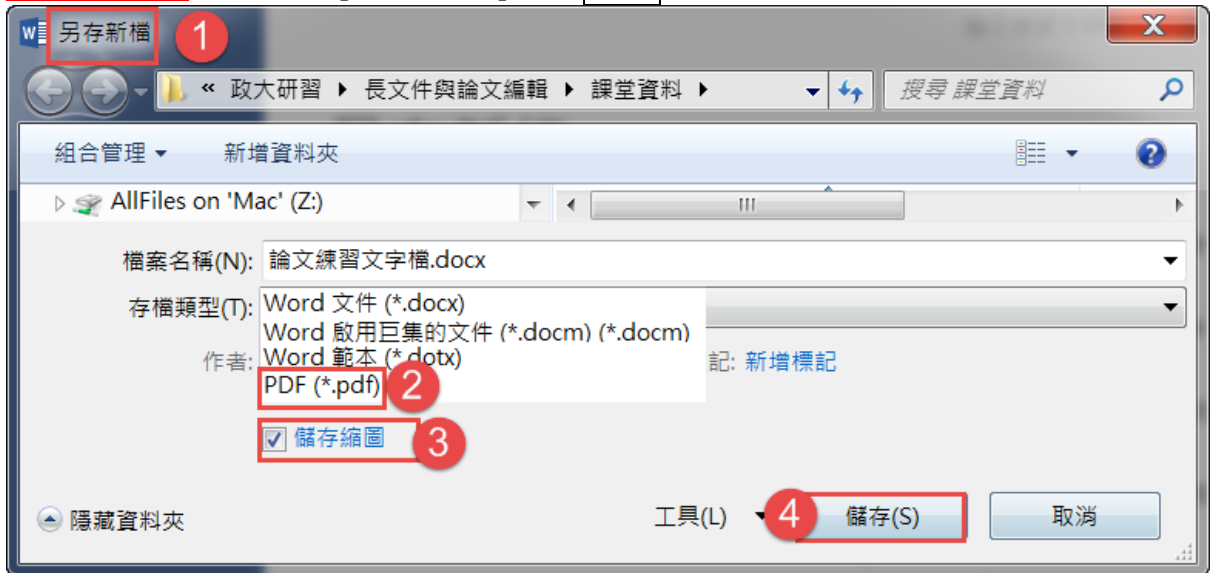 另存新檔 1
X
« 政大研習 ▶ 長文件與論文編輯 ▶ 課堂資料 ▶ 搜尋 課堂資料
組合管理 ▼ 新增資料夾 ?
AllFiles on 'Mac' (Z:)
檔案名稱(N): 論文練習文字檔.docx
存檔類型(T): Word 文件 (*.docx)
Word 啟用巨集的文件 (*.docm) (*.docm)
作者: Word 範本 (*.dotx) 記: 新增標記
PDF (*.pdf) 2
儲存縮圖 3
隱藏資料夾 工具(L) ▼ 4 儲存(S) 取消